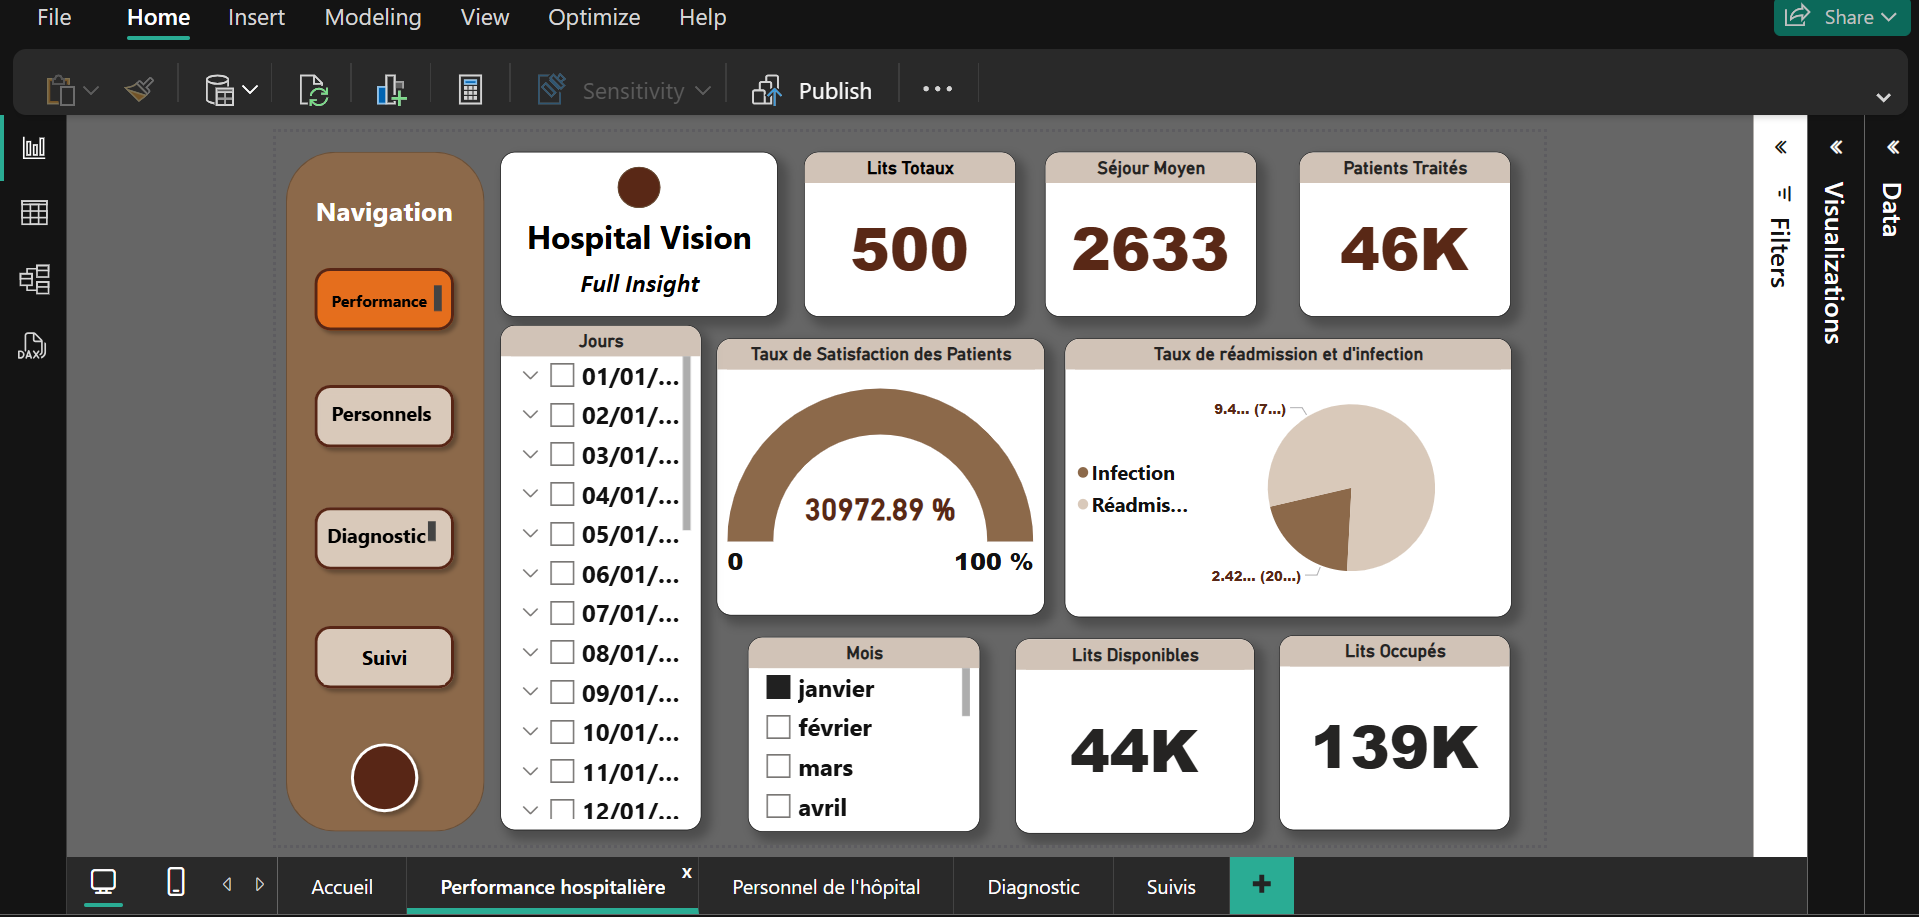 File
Home
Insert
Modeling
View
Optimize
Help
Share
Sensitivity
Publish
DAX
Navigation
Performance
Personnels
Diagnostic
Suivi
Hospital Vision
Full Insight
Lits Totaux
500
Séjour Moyen
2633
Patients Traités
46K
Jours
01/01/...
02/01/...
03/01/...
04/01/...
05/01/...
06/01/...
07/01/...
08/01/...
09/01/...
10/01/...
11/01/...
12/01/...
Taux de Satisfaction des Patients
30972.89 %
0
100 %
Taux de réadmission et d'infection
9.4... (7...)
Infection
Réadmis...
2.42... (20...)
Mois
janvier
février
mars
avril
Lits Disponibles
44K
Lits Occupés
139K
Filters
Visualizations
Data
Accueil
Performance hospitalière
x
Personnel de l'hôpital
Diagnostic
Suivis
+